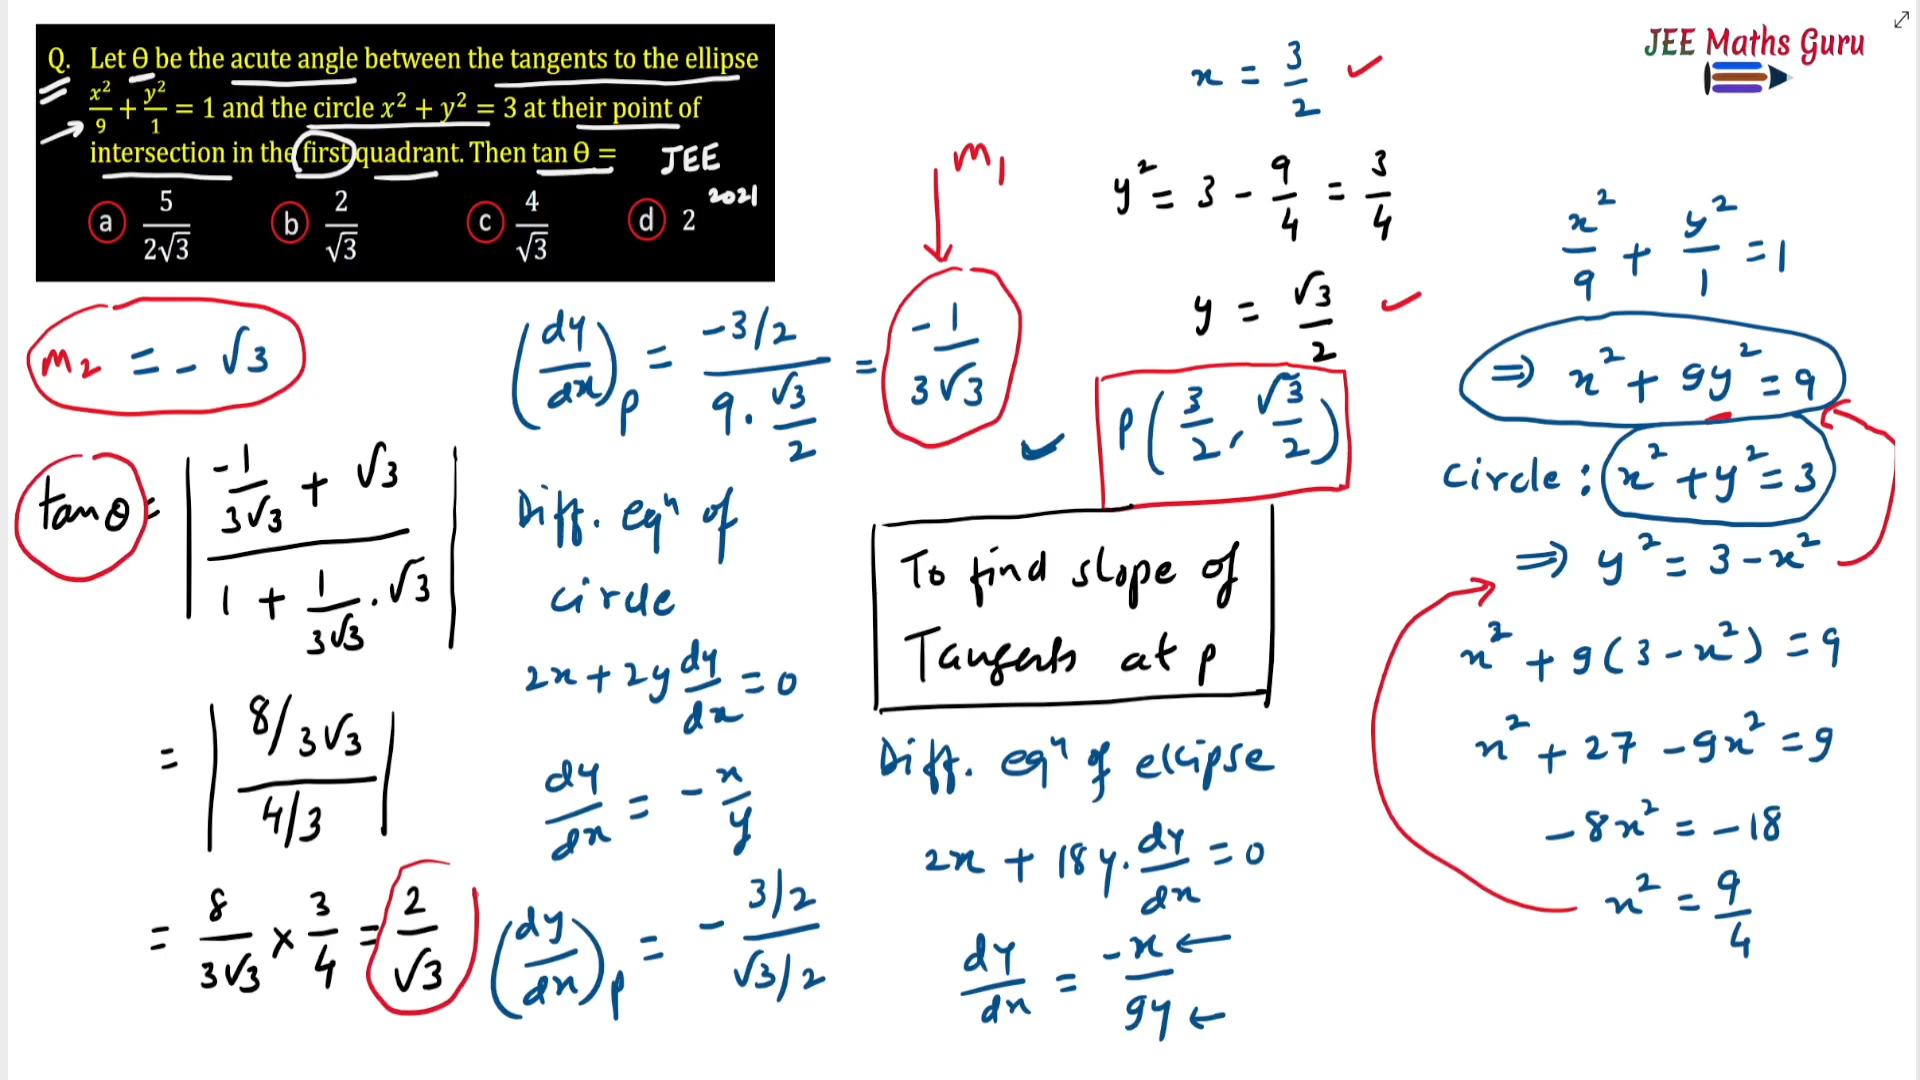 Q. Let Θ be the acute angle between the tangents to the ellipse
x²/9 + y²/1 = 1 and the circle x² + y² = 3 at their point of
intersection in the first quadrant. Then tan Θ =
JEE
2021
a 5/2√3 b 2/√3 c 4/√3 d 2
JEE Maths Guru
x = 3/2
y² = 3 - 9/4 = 3/4
y = √3/2
P(3/2, √3/2)
x²/9 + y²/1 = 1
⇒ x² + 9y² = 9
circle : x² + y² = 3
⇒ y² = 3 - x²
x² + 9(3 - x²) = 9
x² + 27 - 9x² = 9
-8x² = -18
x² = 9/4
To find slope of
Tangents at P
Diff. eqⁿ of ellipse
2x + 18y. dy/dx = 0
dy/dx = -x/9y
m₁
(dy/dx)p = (-3/2)/(9.√3/2) = -1/3√3
Diff. eqⁿ of
circle
2x + 2y dy/dx = 0
dy/dx = - x/y
(dy/dx)p = - (3/2)/(√3/2)
m₂ = - √3
tanθ = |(-1/3√3 + √3)/(1 + 1/3√3 . √3)|
= |(8/3√3)/(4/3)|
= 8/3√3 × 3/4 = 2/√3